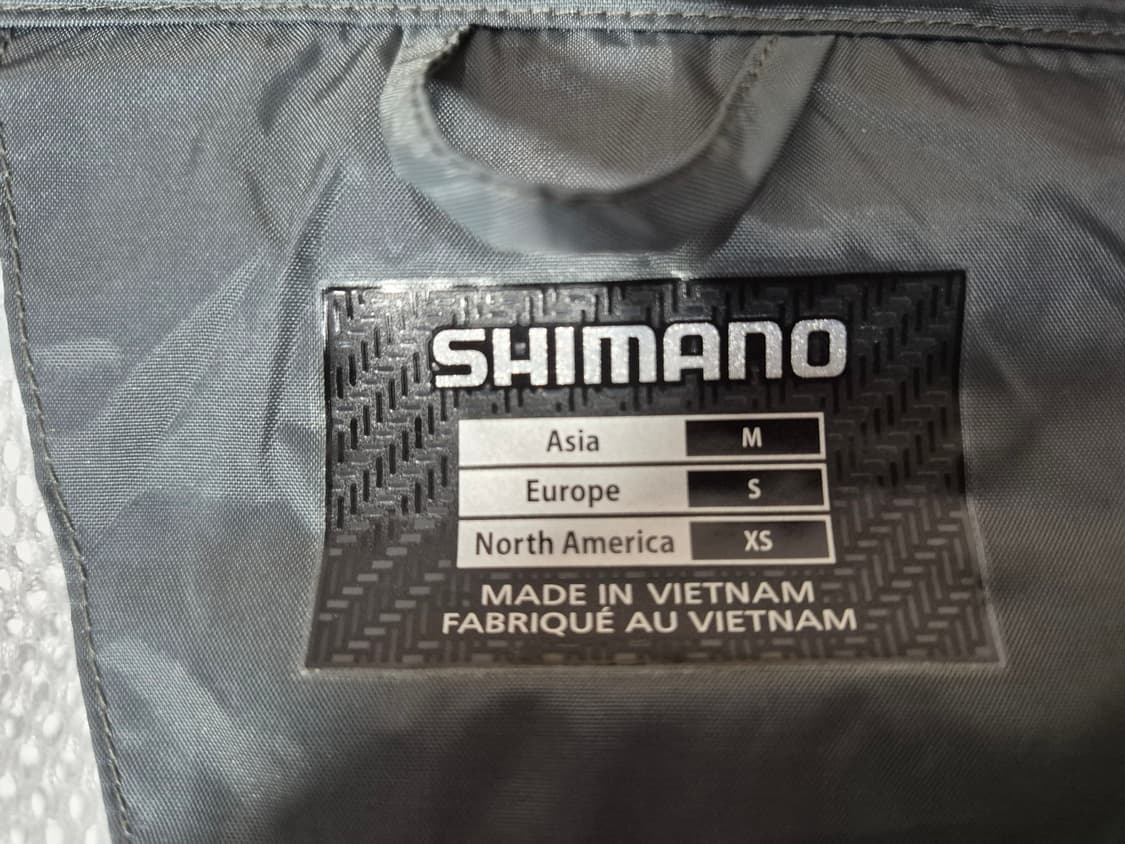 SHIMANO
Asia M
Europe S
North America XS
MADE IN VIETNAM
FABRIQUÉ AU VIETNAM